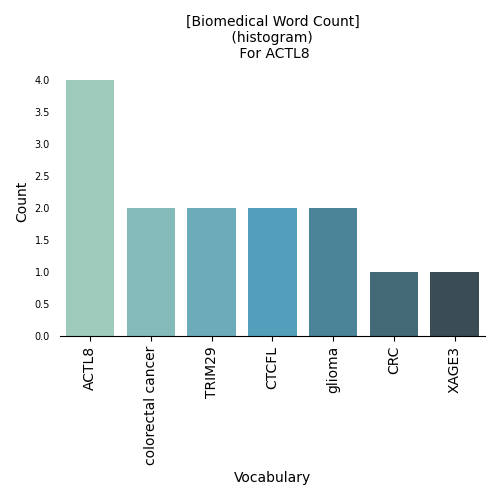 [Biomedical Word Count]
(histogram)
For ACTL8
4.0
3.5
3.0
2.5
2.0
1.5
1.0
0.5
0.0
Count
ACTL8
colorectal cancer
TRIM29
CTCFL
glioma
CRC
XAGE3
Vocabulary